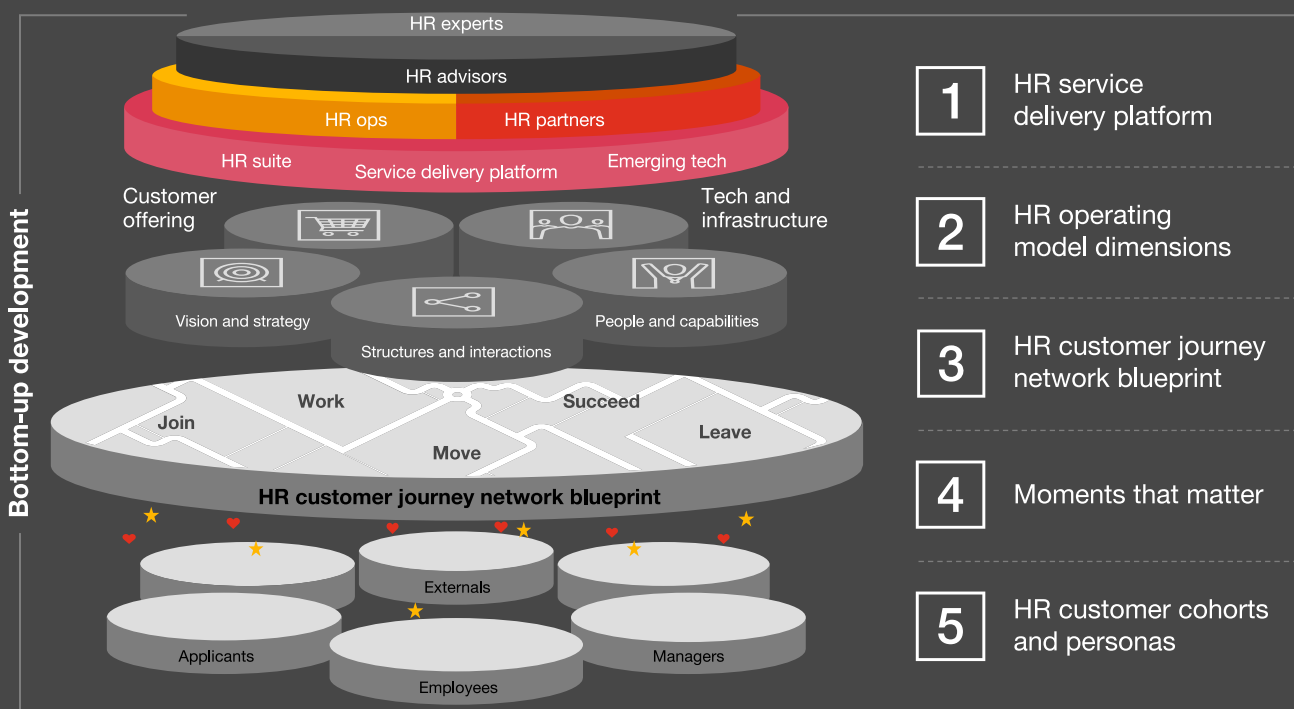 Bottom-up development
HR experts
HR advisors
HR ops
HR partners
HR suite
Service delivery platform
Emerging tech
Customer
offering
Tech and
infrastructure
Vision and strategy
People and capabilities
Structures and interactions
Join
Work
Move
Succeed
Leave
HR customer journey network blueprint
Externals
Applicants
Managers
Employees
1
HR service
delivery platform
2
HR operating
model dimensions
3
HR customer journey
network blueprint
4
Moments that matter
5
HR customer cohorts
and personas